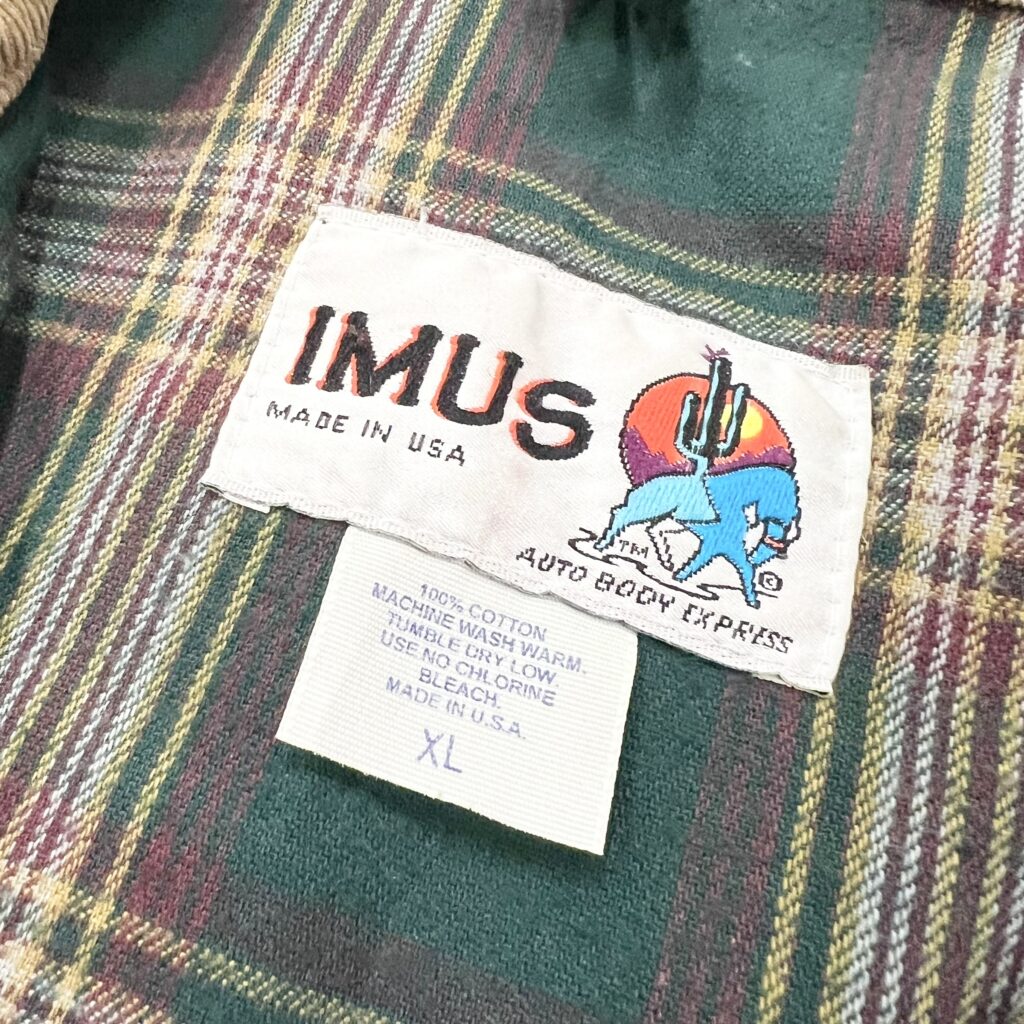 IMUS
MADE IN USA
TM
©
AUTO BODY EXPRESS
100% COTTON
MACHINE WASH WARM.
TUMBLE DRY LOW.
USE NO CHLORINE
BLEACH.
MADE IN U.S.A.
XL